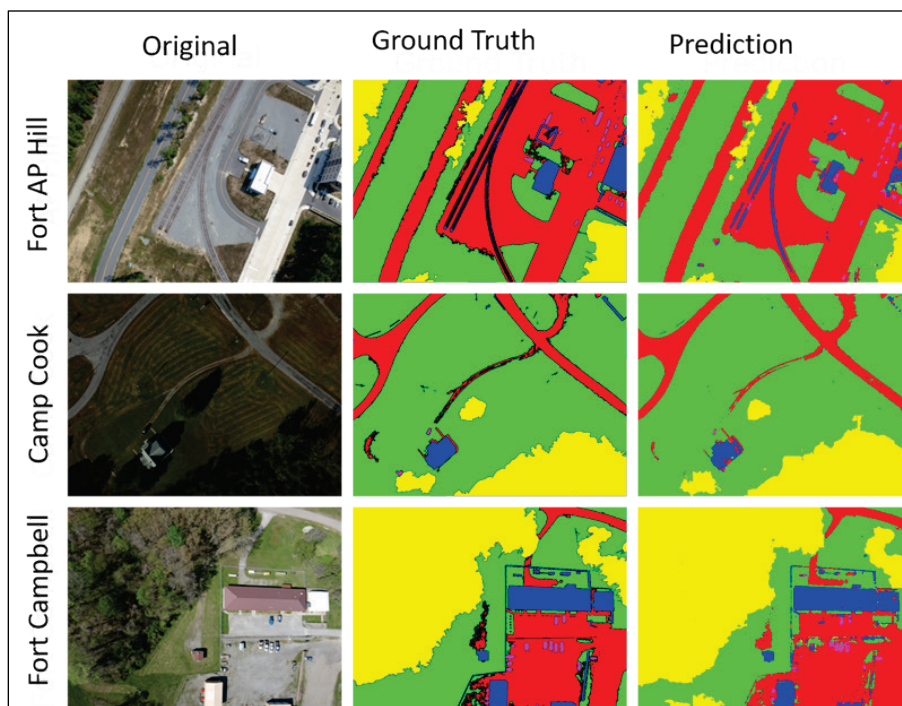 Original
Ground Truth
Prediction
Fort AP Hill
Camp Cook
Fort Campbell